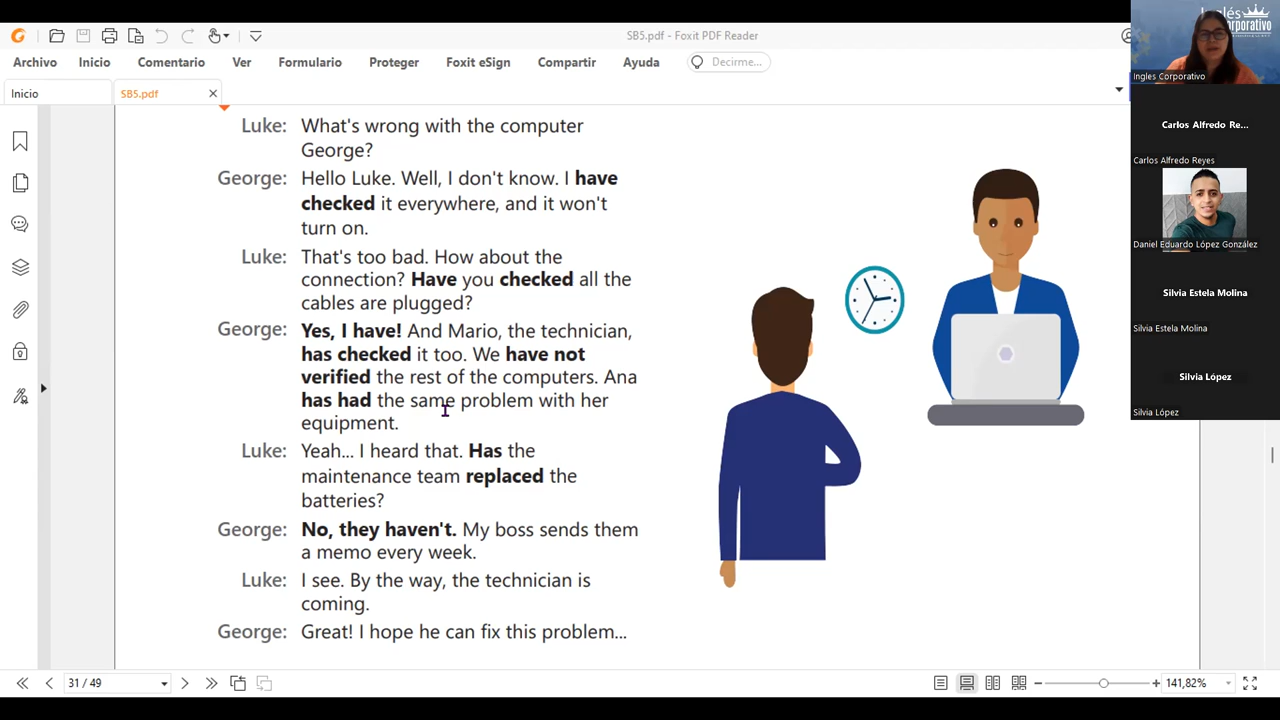 SB5.pdf - Foxit PDF Reader
Archivo Inicio Comentario Ver Formulario Proteger Foxit eSign Compartir Ayuda Decirme...
Inicio SB5.pdf
Luke: What's wrong with the computer
George?
George: Hello Luke. Well, I don't know. I have
checked it everywhere, and it won't
turn on.
Luke: That's too bad. How about the
connection? Have you checked all the
cables are plugged?
George: Yes, I have! And Mario, the technician,
has checked it too. We have not
verified the rest of the computers. Ana
has had the same problem with her
equipment.
Luke: Yeah... I heard that. Has the
maintenance team replaced the
batteries?
George: No, they haven't. My boss sends them
a memo every week.
Luke: I see. By the way, the technician is
coming.
George: Great! I hope he can fix this problem...
31 / 49
141,82%
Ingles Corporativo
Carlos Alfredo Re...
Carlos Alfredo Reyes
Daniel Eduardo López González
Silvia Estela Molina
Silvia Estela Molina
Silvia López
Silvia López